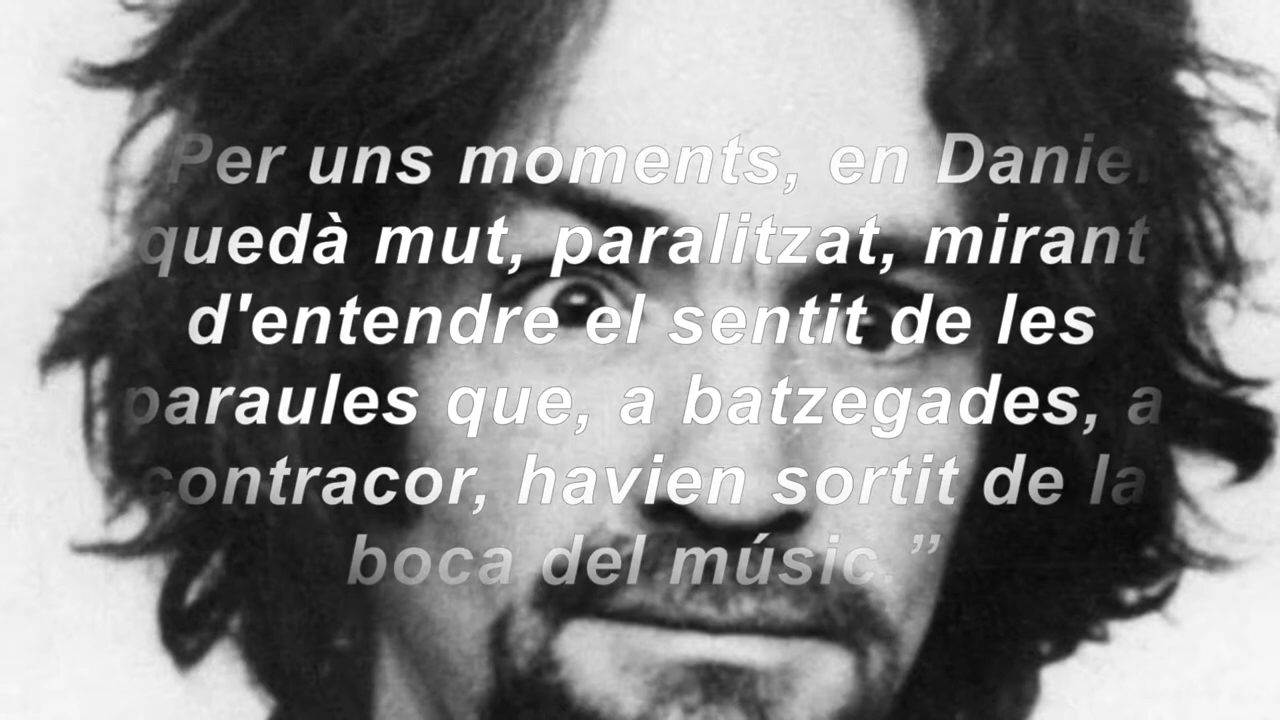 Per uns moments, en Daniel
quedà mut, paralitzat, mirant
d'entendre el sentit de les
paraules que, a batzegades, a
contracor, havien sortit de la
boca del músic.”